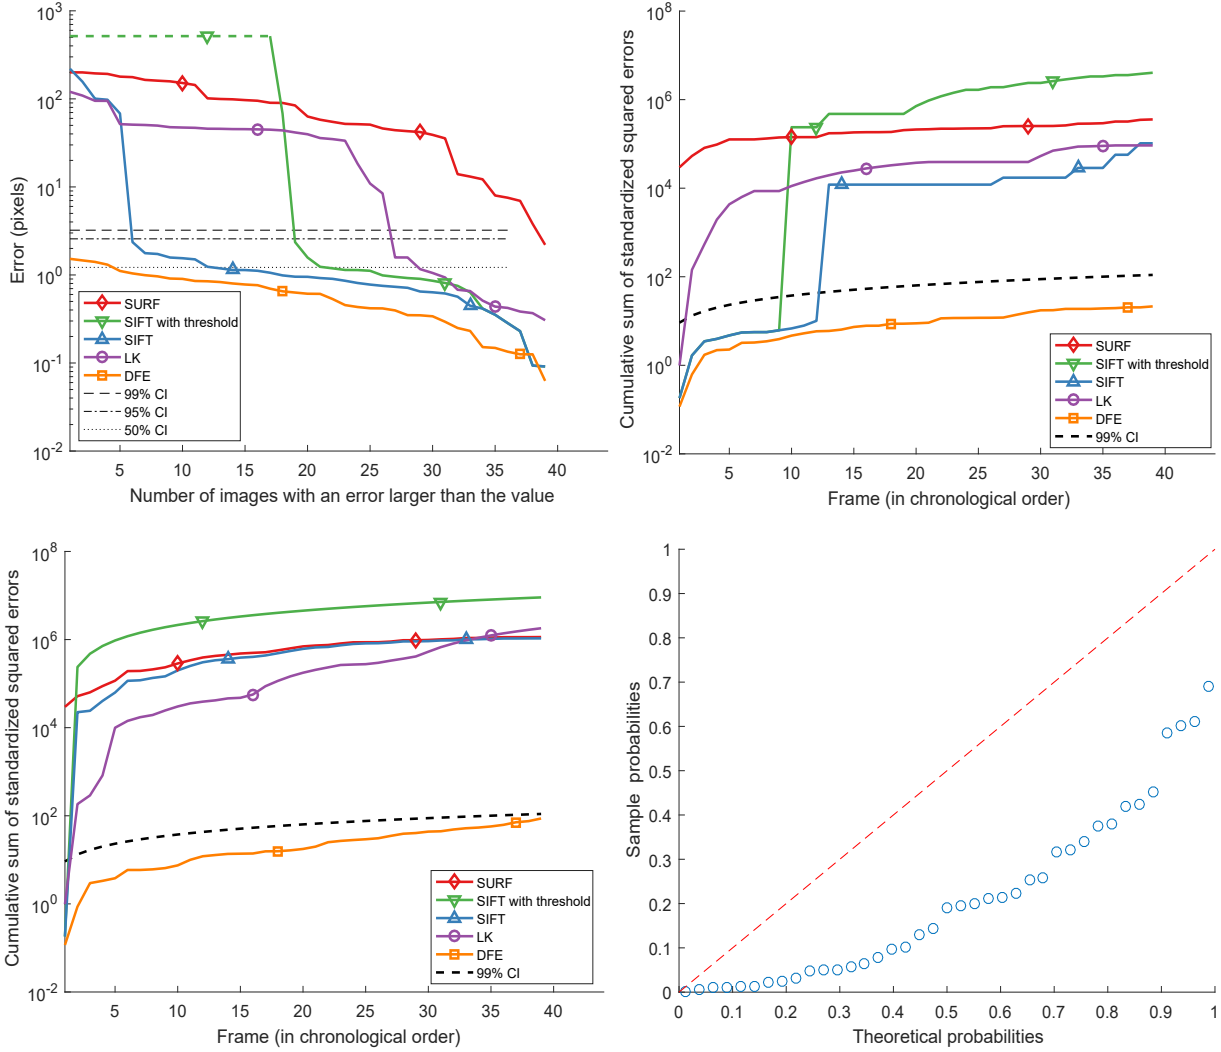 10^3
10^2
10^1
10^0
10^-1
10^-2
Error (pixels)
SURF
SIFT with threshold
SIFT
LK
DFE
99% CI
95% CI
50% CI
5 10 15 20 25 30 35 40
Number of images with an error larger than the value
10^8
10^6
10^4
10^2
10^0
10^-2
Cumulative sum of standardized squared errors
SURF
SIFT with threshold
SIFT
LK
DFE
99% CI
5 10 15 20 25 30 35 40
Frame (in chronological order)
10^8
10^6
10^4
10^2
10^0
10^-2
Cumulative sum of standardized squared errors
SURF
SIFT with threshold
SIFT
LK
DFE
99% CI
5 10 15 20 25 30 35 40
Frame (in chronological order)
1
0.9
0.8
0.7
0.6
0.5
0.4
0.3
0.2
0.1
0
Sample probabilities
0 0.1 0.2 0.3 0.4 0.5 0.6 0.7 0.8 0.9 1
Theoretical probabilities